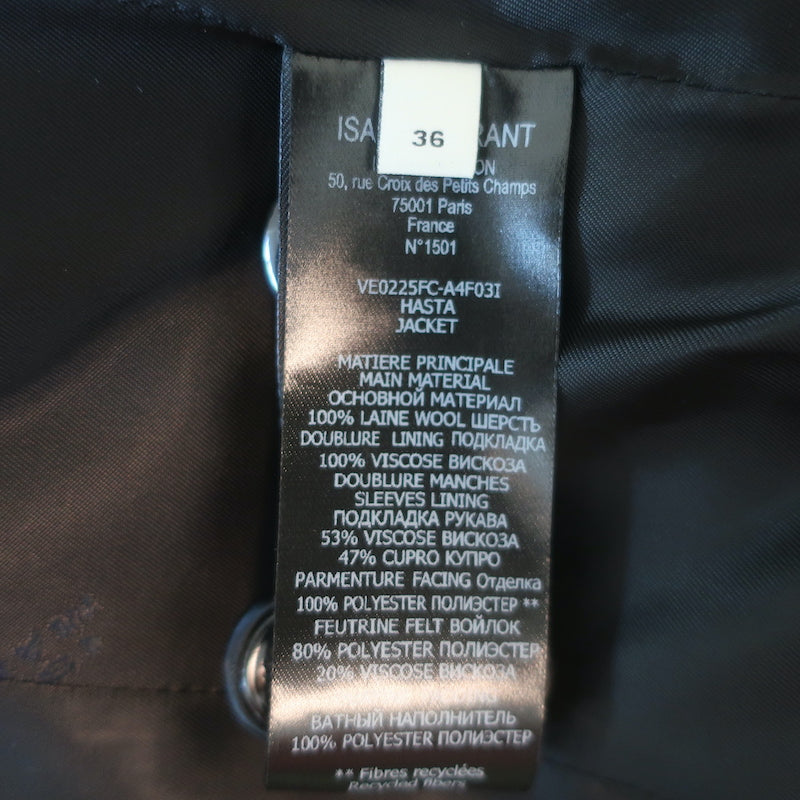 36
50, rue Croix des Petits Champs
75001 Paris
France
N°1501
VE0225FC-A4F03I
HASTA
JACKET
MATIERE PRINCIPALE
MAIN MATERIAL
ОСНОВНОЙ МАТЕРИАЛ
100% LAINE WOOL ШЕРСТЬ
DOUBLURE LINING ПОДКЛАДКА
100% VISCOSE ВИСКОЗА
DOUBLURE MANCHES
SLEEVES LINING
ПОДКЛАДКА РУКАВА
53% VISCOSE ВИСКОЗА
47% CUPRO КУПРО
PARMENTURE FACING Отделка
100% POLYESTER ПОЛИЭСТЕР **
FEUTRINE FELT ВОЙЛОК
80% POLYESTER ПОЛИЭСТЕР
20% VISCOSE ВИСКОЗА
ВАТНЫЙ НАПОЛНИТЕЛЬ
100% POLYESTER ПОЛИЭСТЕР
** Fibres recyclées
Recycled fibers